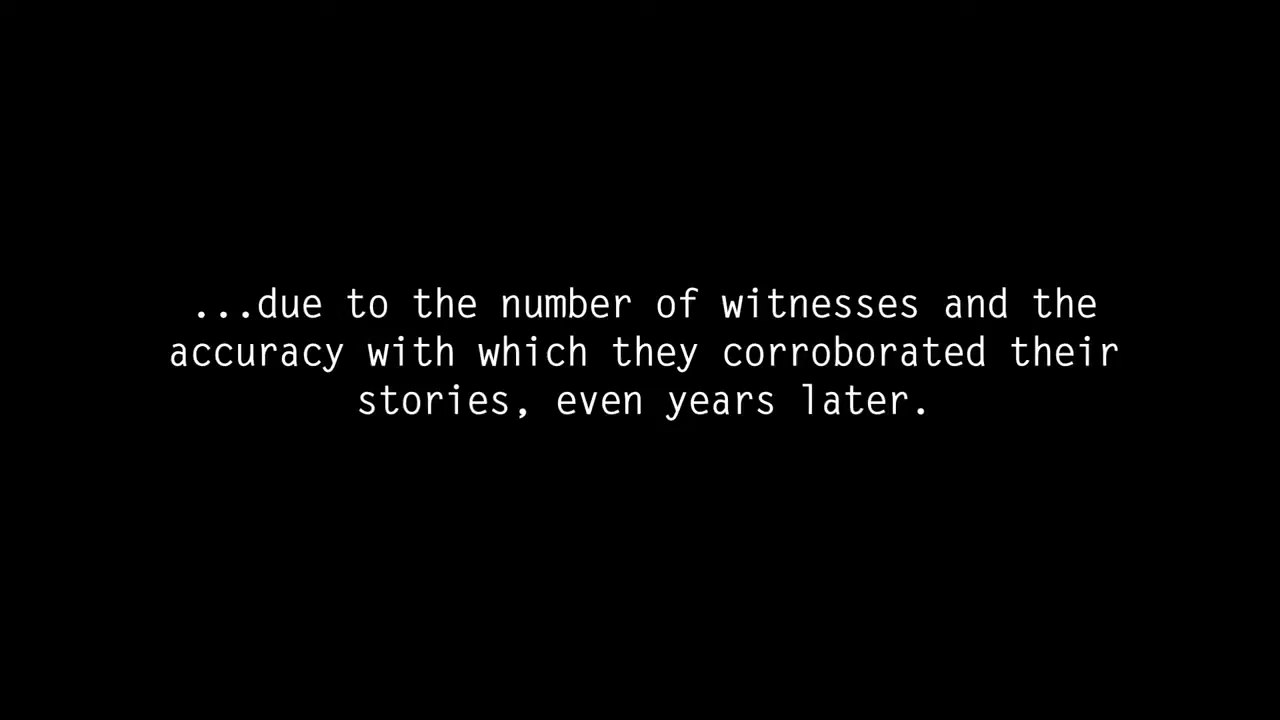 ...due to the number of witnesses and the
accuracy with which they corroborated their
stories, even years later.